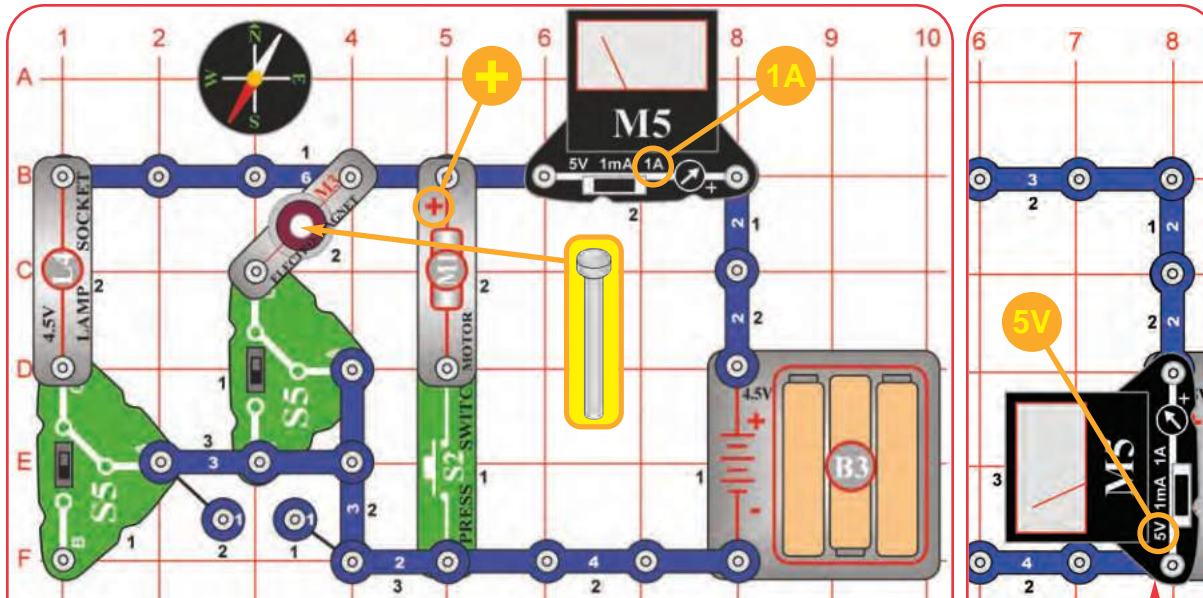 1 2 4 5 6 8 9 10
6 7 8
A
B
C
D
E
F
N
W E
S
+
1A
M5
5V 1mA 1A
+
2
1
6
M3
ELECTROMAGNET
2
L4
LAMP SOCKET
4.5V
2
+
M1
MOTOR
2
2
1
2
2
S5
A
B
1
S5
1
3
3
1
2
1
1
3
2
S2
PRESS SWITCH
1
2
3
4
2
4.5V
+
-
B3
1
3
2
2
1
2
2
5V
M5
5V 1mA 1A
+
3
4
2